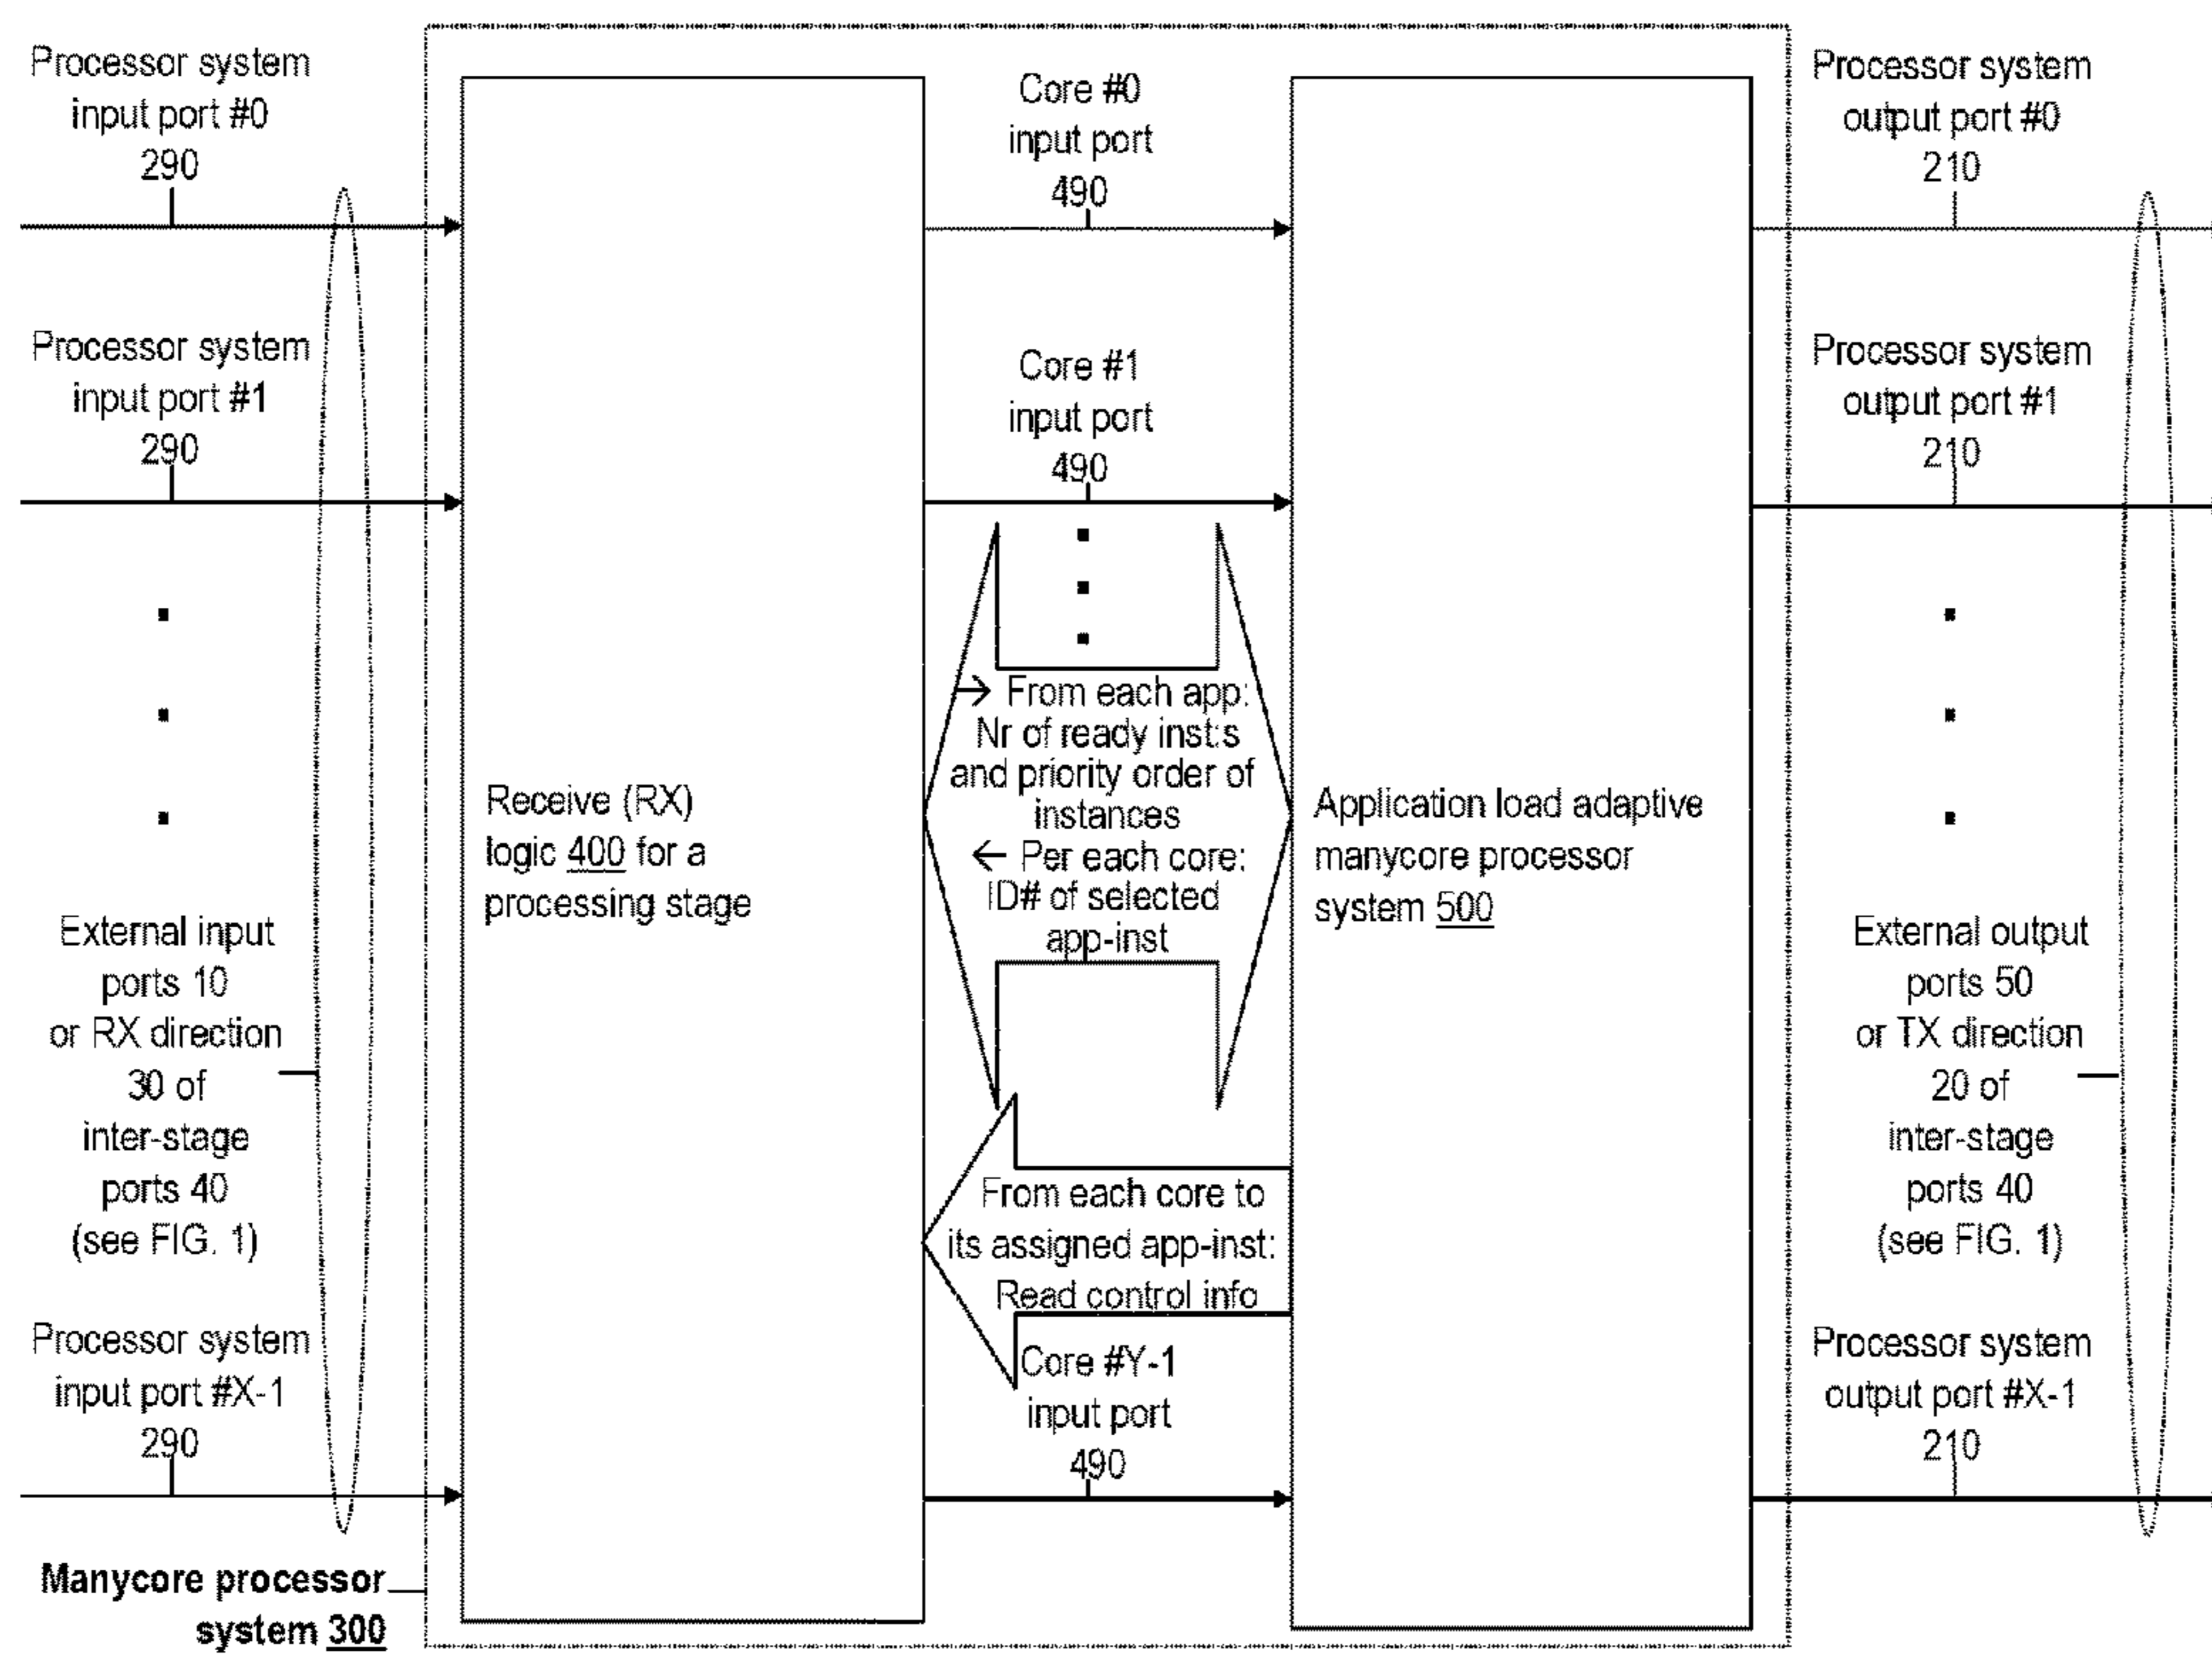 Processor system
input port #0
290
Processor system
input port #1
290
External input
ports 10
or RX direction
30 of
inter-stage
ports 40
(see FIG. 1)
Processor system
input port #X-1
290
Manycore processor
system 300
Receive (RX)
logic 400 for a
processing stage
Core #0
input port
490
Core #1
input port
490
→ From each app:
Nr of ready inst:s
and priority order of
instances
← Per each core:
ID# of selected
app-inst
From each core to
its assigned app-inst:
Read control info
Core #Y-1
input port
490
Application load adaptive
manycore processor
system 500
Processor system
output port #0
210
Processor system
output port #1
210
External output
ports 50
or TX direction
20 of
inter-stage
ports 40
(see FIG. 1)
Processor system
output port #X-1
210